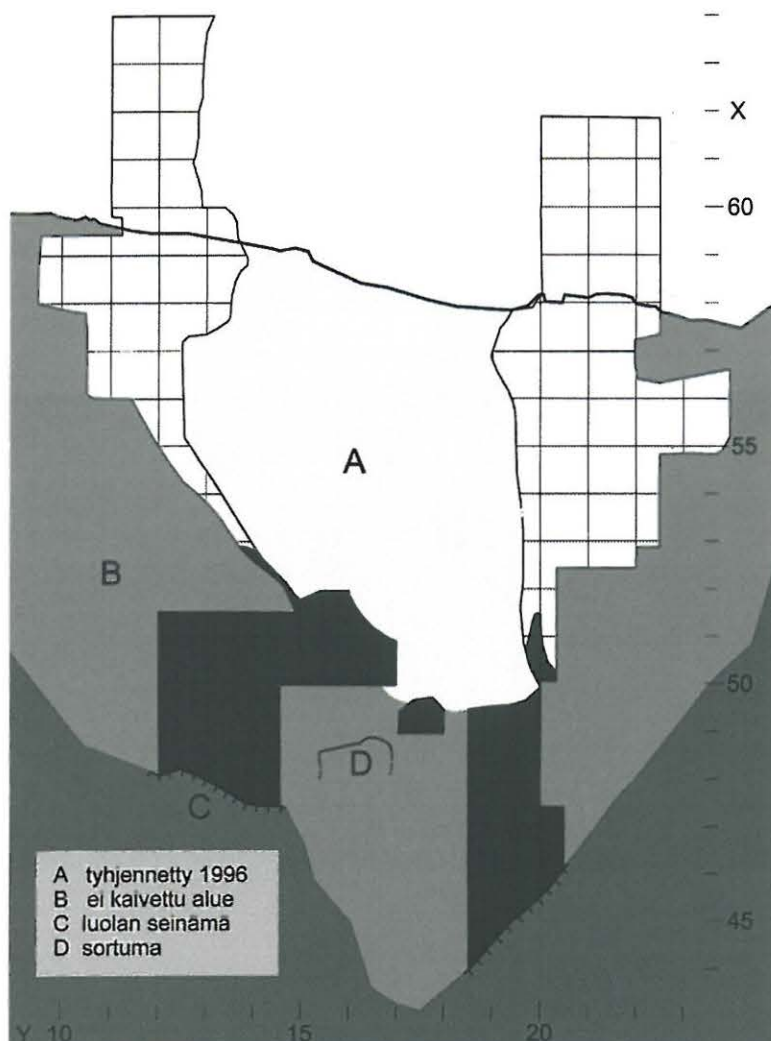 X
60
A
55
B
50
D
C
A tyhjennetty 1996
B ei kaivettu alue
C luolan seinämä
D sortuma
45
Y 10 15 20